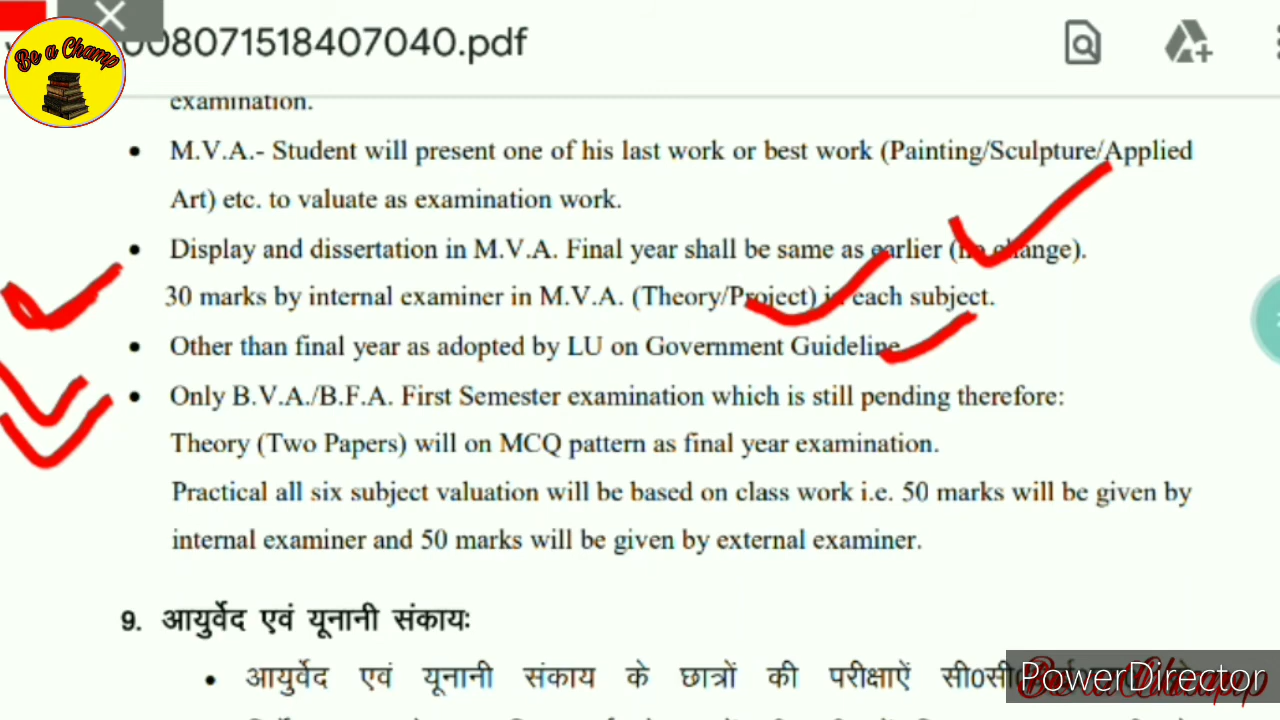 Be a Champ
008071518407040.pdf
examination.
• M.V.A.- Student will present one of his last work or best work (Painting/Sculpture/Applied
Art) etc. to valuate as examination work.
• Display and dissertation in M.V.A. Final year shall be same as earlier (no change).
30 marks by internal examiner in M.V.A. (Theory/Project) in each subject.
• Other than final year as adopted by LU on Government Guideline
• Only B.V.A./B.F.A. First Semester examination which is still pending therefore:
Theory (Two Papers) will on MCQ pattern as final year examination.
Practical all six subject valuation will be based on class work i.e. 50 marks will be given by
internal examiner and 50 marks will be given by external examiner.
9. आयुर्वेद एवं यूनानी संकायः
• आयुर्वेद एवं यूनानी संकाय के छात्रों की परीक्षाऐं
PowerDirector